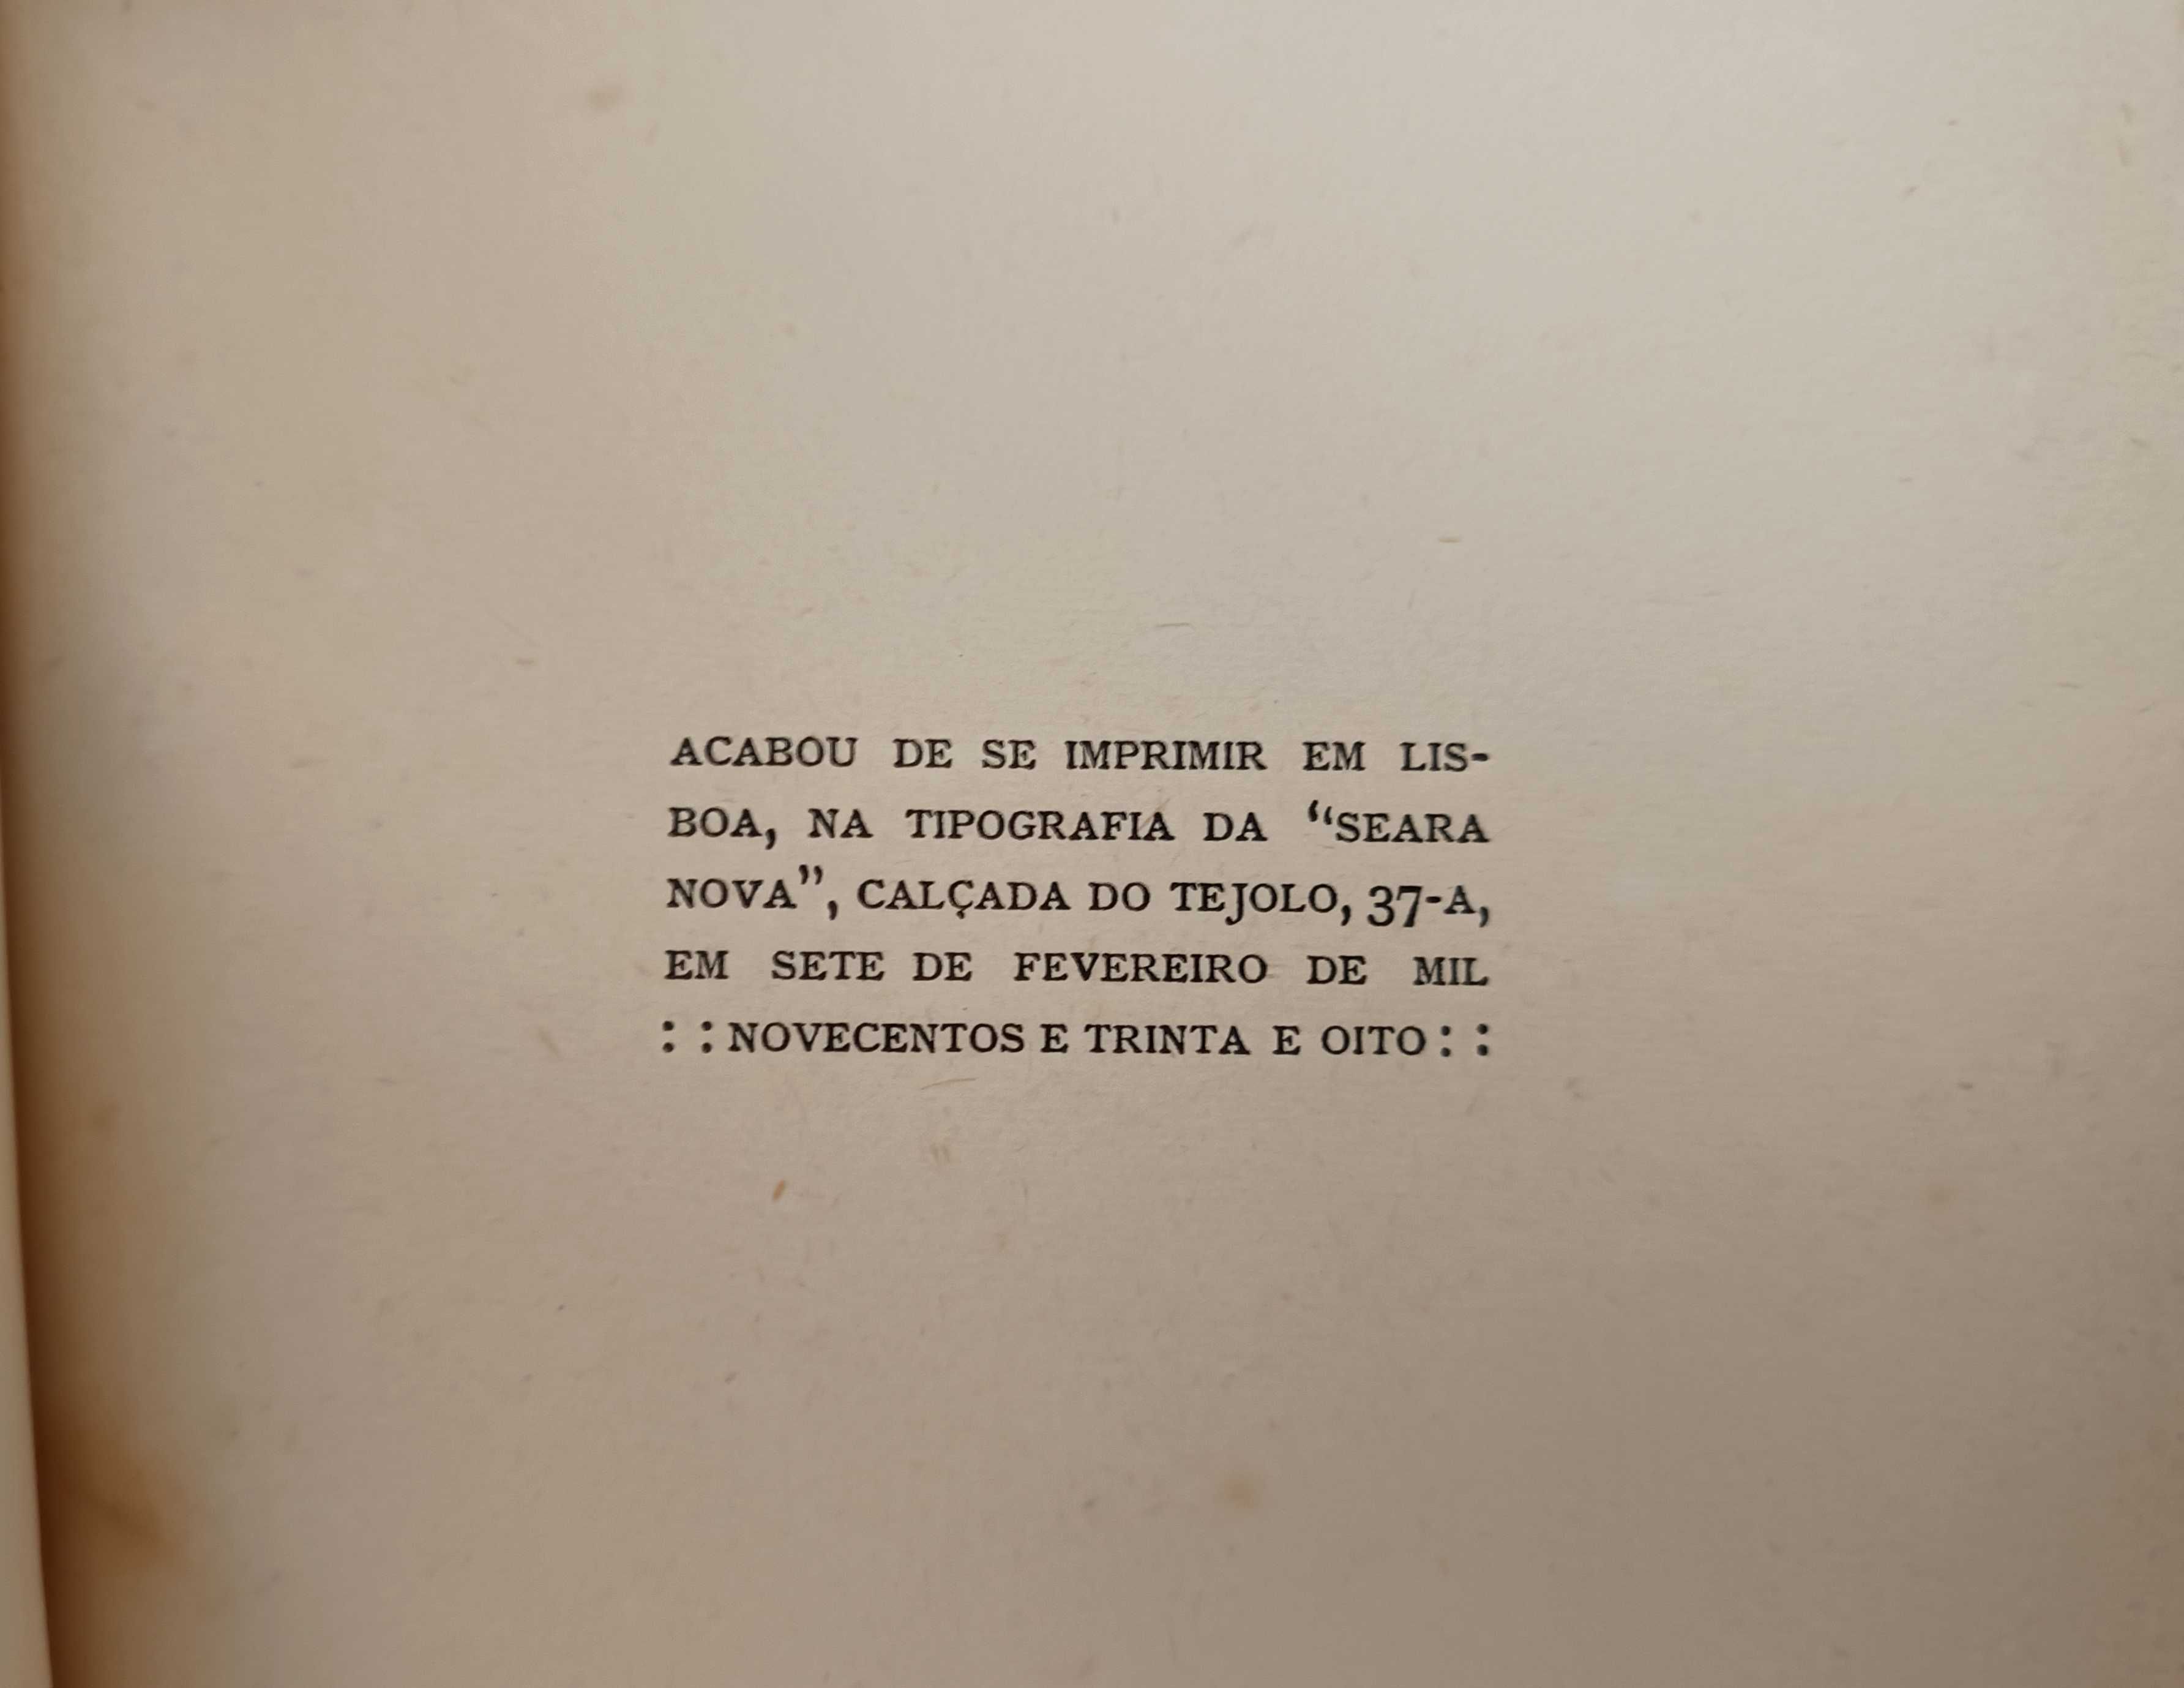 ACABOU DE SE IMPRIMIR EM LIS-
BOA, NA TIPOGRAFIA DA “SEARA
NOVA”, CALÇADA DO TEJOLO, 37-A,
EM SETE DE FEVEREIRO DE MIL
: : NOVECENTOS E TRINTA E OITO : :